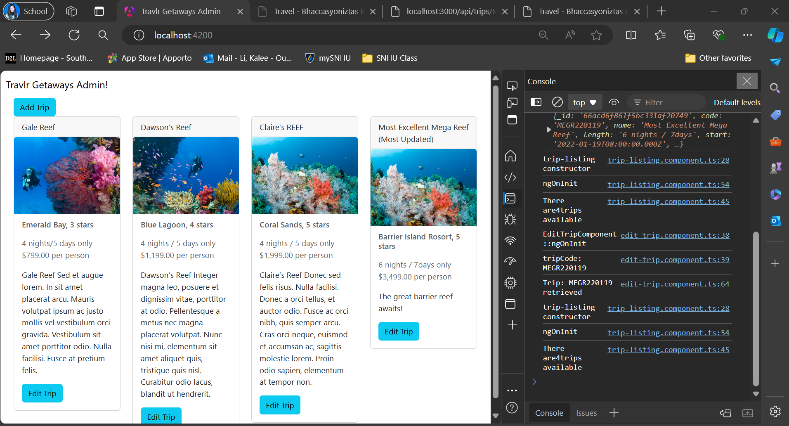 School
Travlr Getaways Admin
Travel - Bhaccasyoniztas
localhost:3000/api/trips/
Travel - Bhaccasyoniztas
localhost:4200
Homepage - South...
App Store | Apporto
Mail - Li, Kalee - Ou...
mySNHU
SNHU Class
Other favorites
Travlr Getaways Admin!
Add Trip
Gale Reef
Emerald Bay, 3 stars
4 nights/5 days only
$799.00 per person
Gale Reef Sed et augue
lorem. In sit amet
placerat arcu. Mauris
volutpat ipsum ac justo
mollis vel vestibulum orci
gravida. Vestibulum sit
amet porttitor odio. Nulla
facilisi. Fusce at pretium
felis.
Edit Trip
Dawson's Reef
Blue Lagoon, 4 stars
4 nights / 5 days only
$1,199.00 per person
Dawson's Reef Integer
magna leo, posuere et
dignissim vitae, porttitor
at odio. Pellentesque a
metus nec magna
placerat volutpat. Nunc
nisi mi, elementum sit
amet aliquet quis,
tristique quis nisl.
Curabitur odio lacus,
blandit ut hendrerit.
Edit Trip
Claire's REEF
Coral Sands, 5 stars
4 nights / 5 days only
$1,999.00 per person
Claire's Reef Donec sed
felis risus. Nulla facilisi.
Donec a orci tellus, et
auctor odio. Fusce ac orci
nibh, quis semper arcu.
Cras orci neque, euismod
et accumsan ac, sagittis
molestie lorem. Proin
odio sapien, elementum
at tempor non.
Edit Trip
Most Excellent Mega Reef
(Most Updated)
Barrier Island Resort, 5
stars
6 nights / 7days only
$3,499.00 per person
The great barrier reef
awaits!
Edit Trip
Console
top
Filter
Default levels
code:
'MEGR220119', name: 'Most Excellent Mega
Reef', length: '6 nights / 7days', start:
'2022-01-19T08:00:00.000Z', …}
trip-listing trip-listing.component.ts:28
constructor
ngOnInit trip-listing.component.ts:54
There trip-listing.component.ts:45
are4trips
available
EditTripComponent edit-trip.component.ts:38
::ngOnInit
tripCode: edit-trip.component.ts:39
MEGR220119
Trip: MEGR220119 edit-trip.component.ts:64
retrieved
trip-listing trip-listing.component.ts:28
constructor
ngOnInit trip-listing.component.ts:54
There trip-listing.component.ts:45
are4trips
available
Console Issues